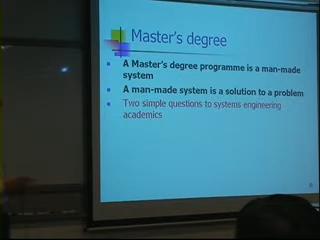 Master's degree
A Master's degree programme is a man-made
system
A man-made system is a solution to a problem
Two simple questions to systems engineering
academics